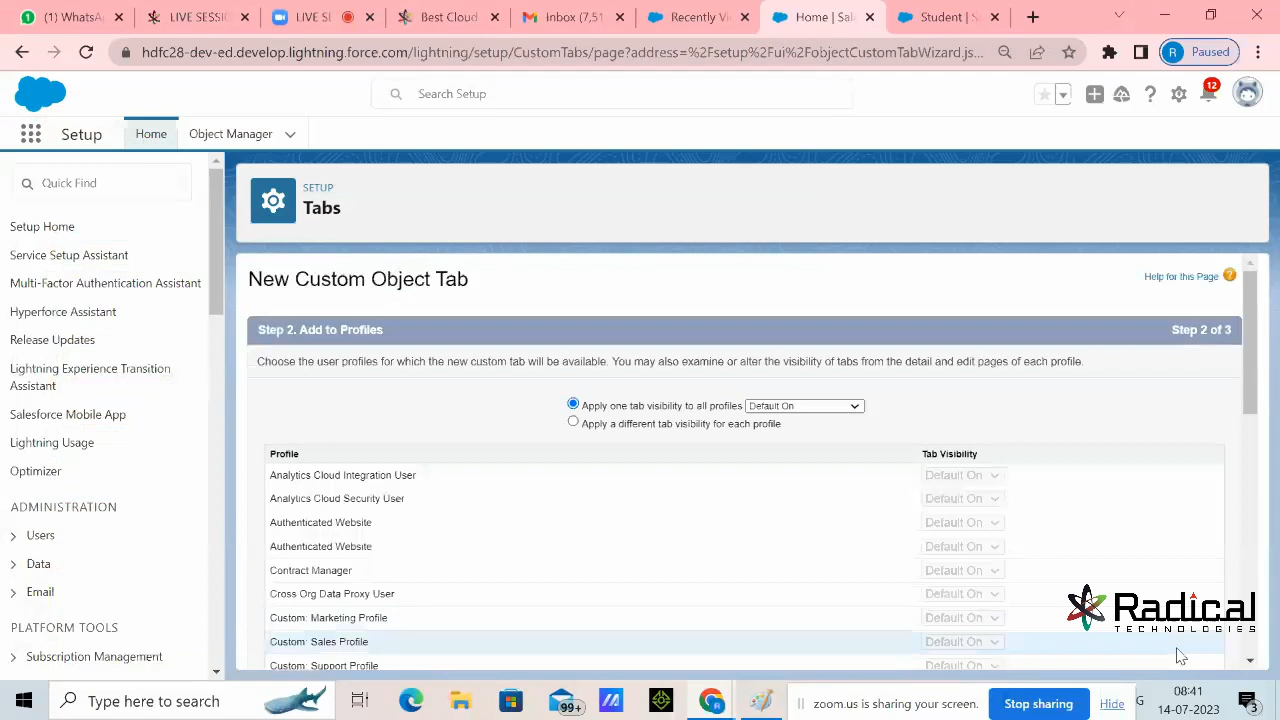 (1) WhatsA
LIVE SESSION
LIVE SE
Best Cloud
Inbox (7,51
Recently Vi
Home | Sal
Student | S
hdfc28-dev-ed.develop.lightning.force.com/lightning/setup/CustomTabs/page?address=%2Fsetup%2Fui%2FobjectCustomTabWizard.js...
R Paused
Search Setup
12
Setup
Home
Object Manager
Quick Find
Setup Home
Service Setup Assistant
Multi-Factor Authentication Assistant
Hyperforce Assistant
Release Updates
Lightning Experience Transition
Assistant
Salesforce Mobile App
Lightning Usage
Optimizer
ADMINISTRATION
Users
Data
Email
PLATFORM TOOLS
Subscription Management
SETUP
Tabs
New Custom Object Tab
Help for this Page ?
Step 2. Add to Profiles
Step 2 of 3
Choose the user profiles for which the new custom tab will be available. You may also examine or alter the visibility of tabs from the detail and edit pages of each profile.
Apply one tab visibility to all profiles Default On
Apply a different tab visibility for each profile
Profile Tab Visibility
Analytics Cloud Integration User Default On
Analytics Cloud Security User Default On
Authenticated Website Default On
Authenticated Website Default On
Contract Manager Default On
Cross Org Data Proxy User Default On
Custom: Marketing Profile Default On
Custom: Sales Profile Default On
Custom: Support Profile Default On
Radical
TECHNOLOGIES
Type here to search
99+
zoom.us is sharing your screen.
Stop sharing
Hide
G
08:41
14-07-2023
3